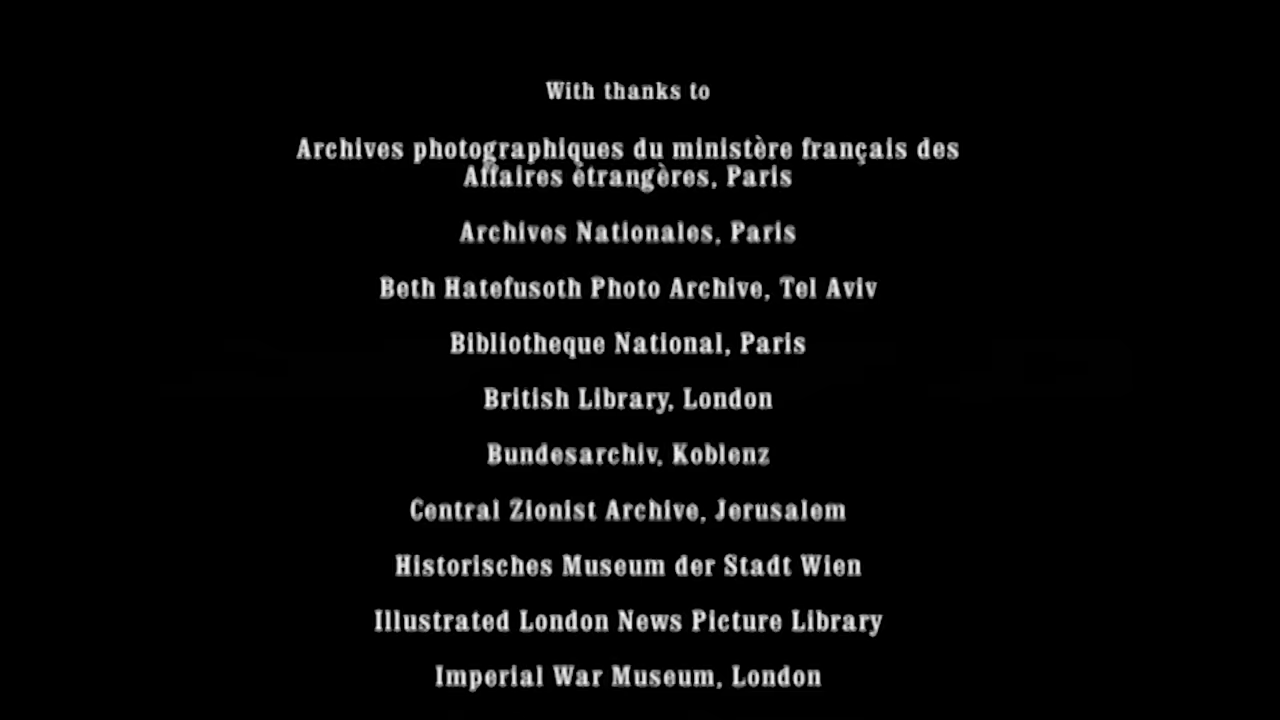 With thanks to
Archives photographiques du ministère français des
Affaires étrangères, Paris
Archives Nationales, Paris
Beth Hatefusoth Photo Archive, Tel Aviv
Bibliotheque National, Paris
British Library, London
Bundesarchiv, Koblenz
Central Zionist Archive, Jerusalem
Historisches Museum der Stadt Wien
Illustrated London News Picture Library
Imperial War Museum, London